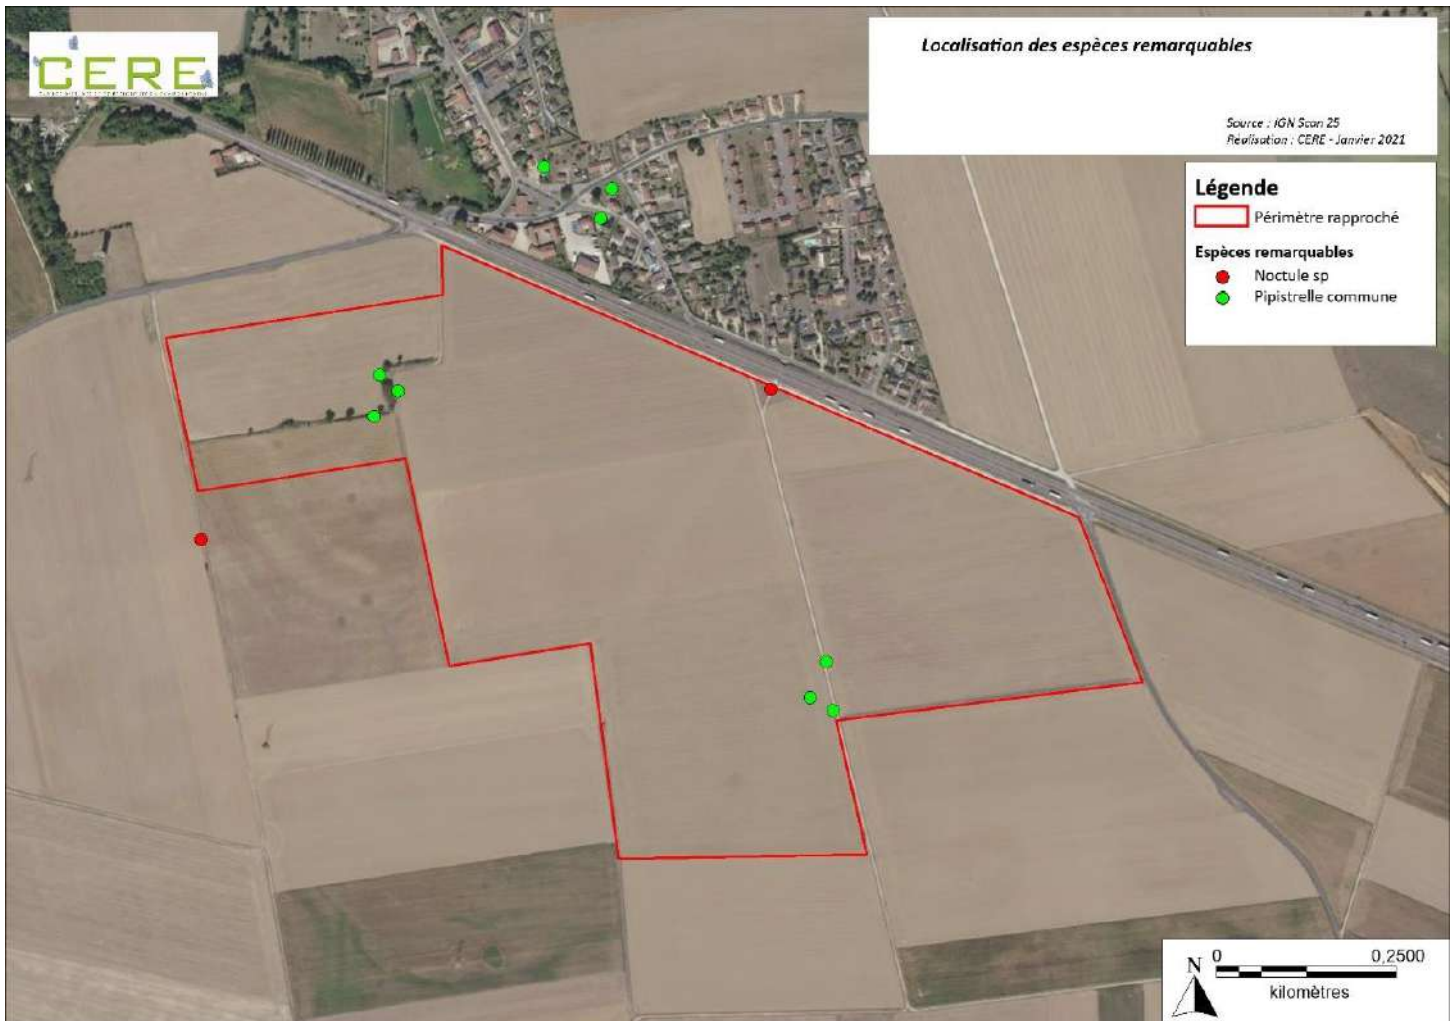 CERE
Localisation des espèces remarquables
Source : IGN Scan 25
Réalisation : CERE - Janvier 2021
Légende
Périmètre rapproché
Espèces remarquables
Noctule sp
Pipistrelle commune
N
0 0,2500
kilomètres